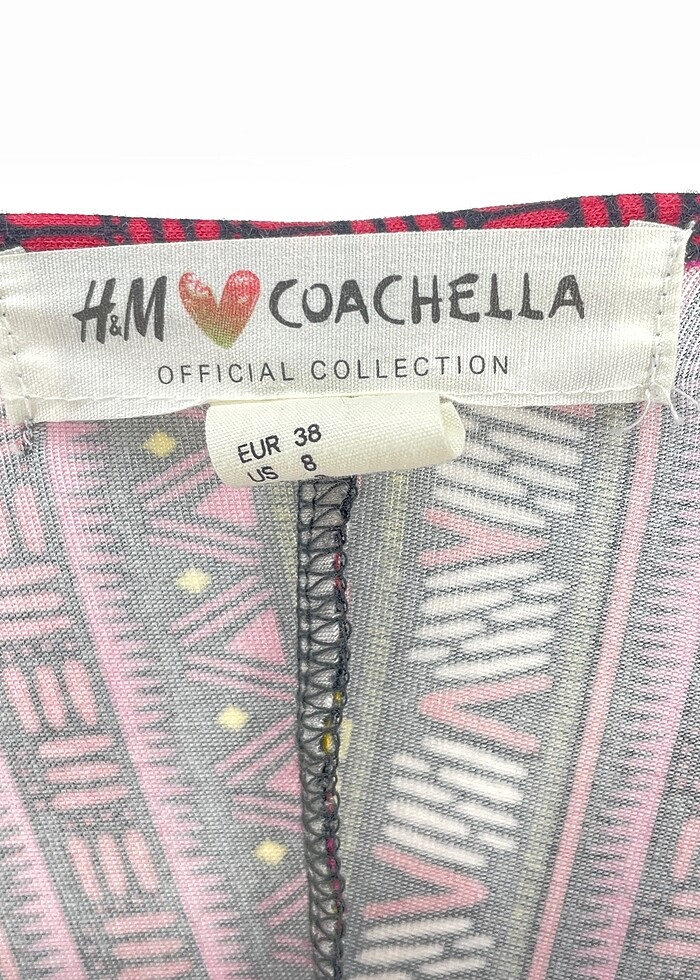 H&M COACHELLA
OFFICIAL COLLECTION
EUR 38
US 8